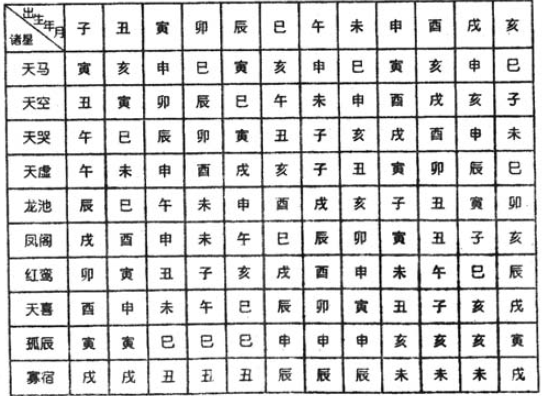 出生年月 诸星 子 丑 寅 卯 辰 巳 午 未 申 酉 戌 亥
天马 寅 亥 申 巳 寅 亥 申 巳 寅 亥 申 巳
天空 丑 寅 卯 辰 巳 午 未 申 酉 戌 亥 子
天哭 午 巳 辰 卯 寅 丑 子 亥 戌 酉 申 未
天虚 午 未 申 酉 戌 亥 子 丑 寅 卯 辰 巳
龙池 辰 巳 午 未 申 酉 戌 亥 子 丑 寅 卯
凤阁 戌 酉 申 未 午 巳 辰 卯 寅 丑 子 亥
红鸾 卯 寅 丑 子 亥 戌 酉 申 未 午 巳 辰
天喜 酉 申 未 午 巳 辰 卯 寅 丑 子 亥 戌
孤辰 寅 寅 巳 巳 巳 申 申 申 亥 亥 亥 寅
寡宿 戌 戌 丑 丑 丑 辰 辰 辰 未 未 未 戌